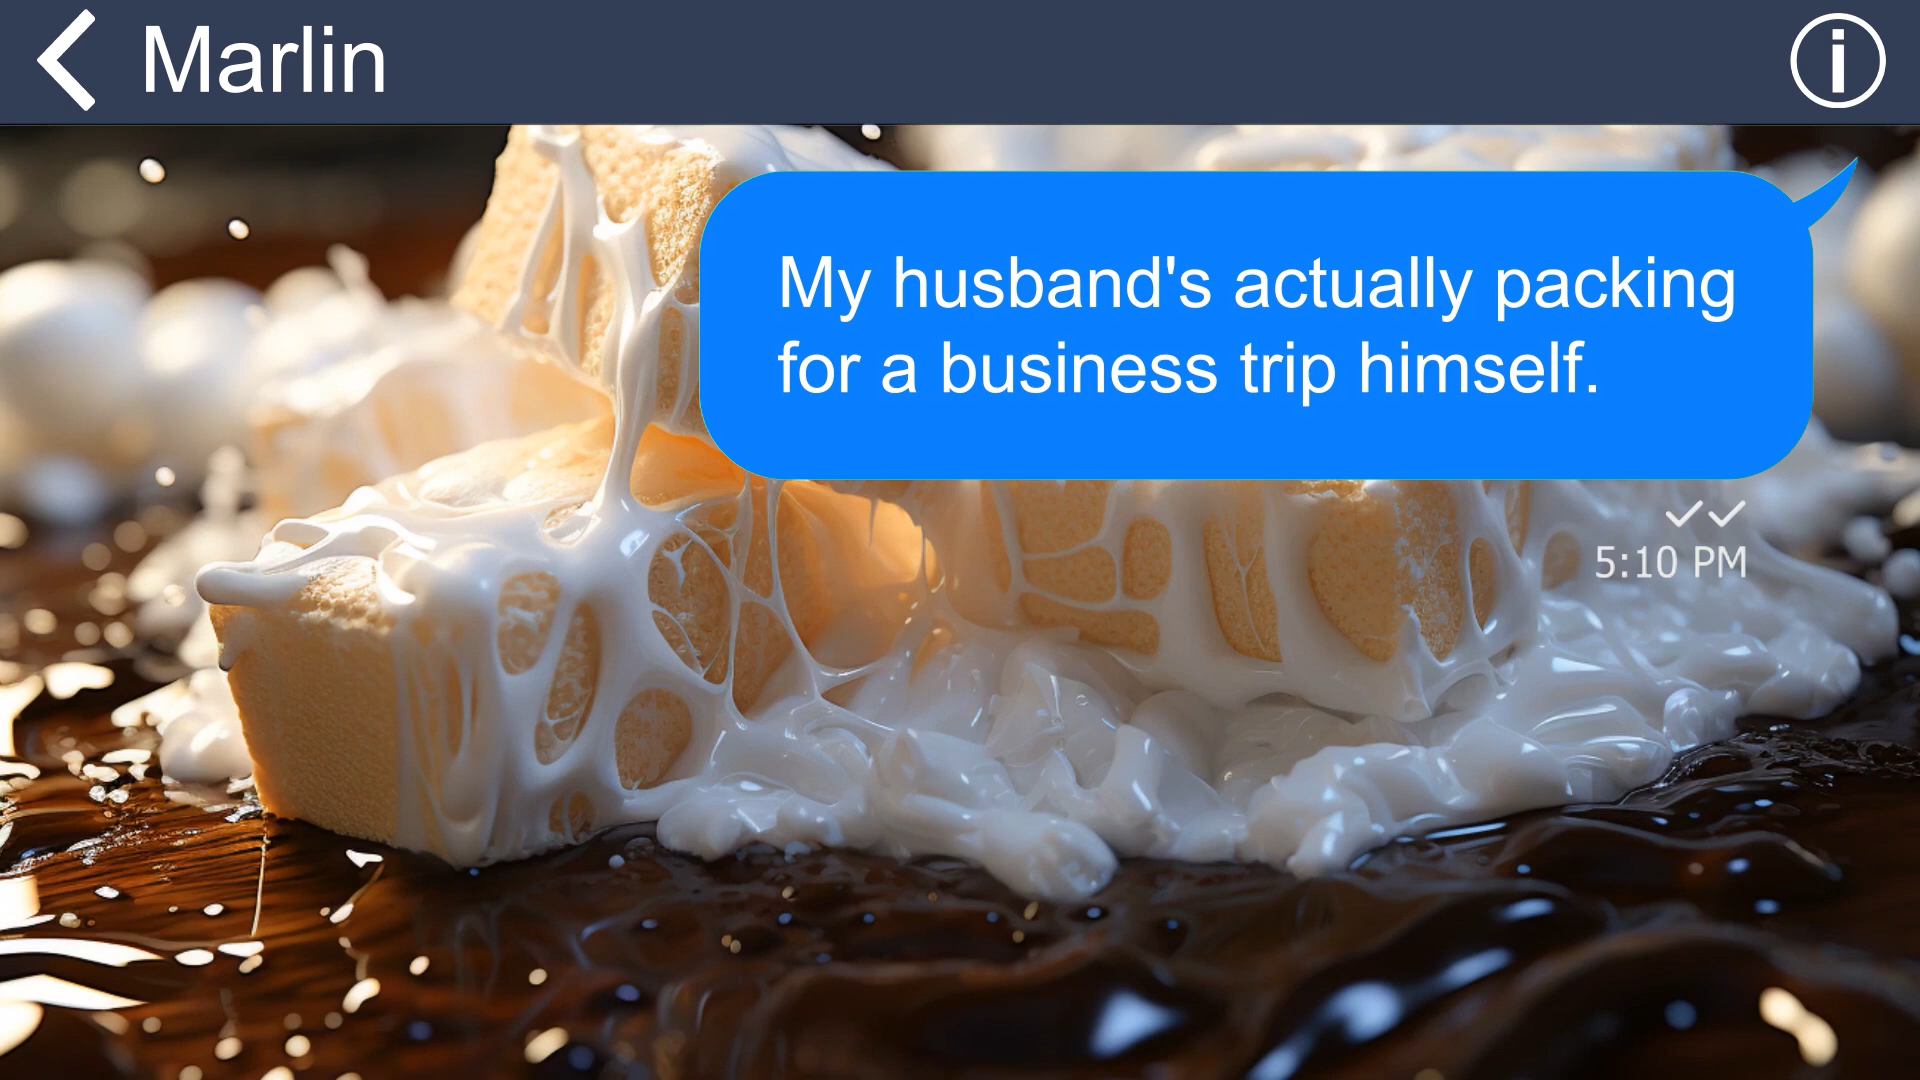 Marlin
My husband's actually packing
for a business trip himself.
5:10 PM